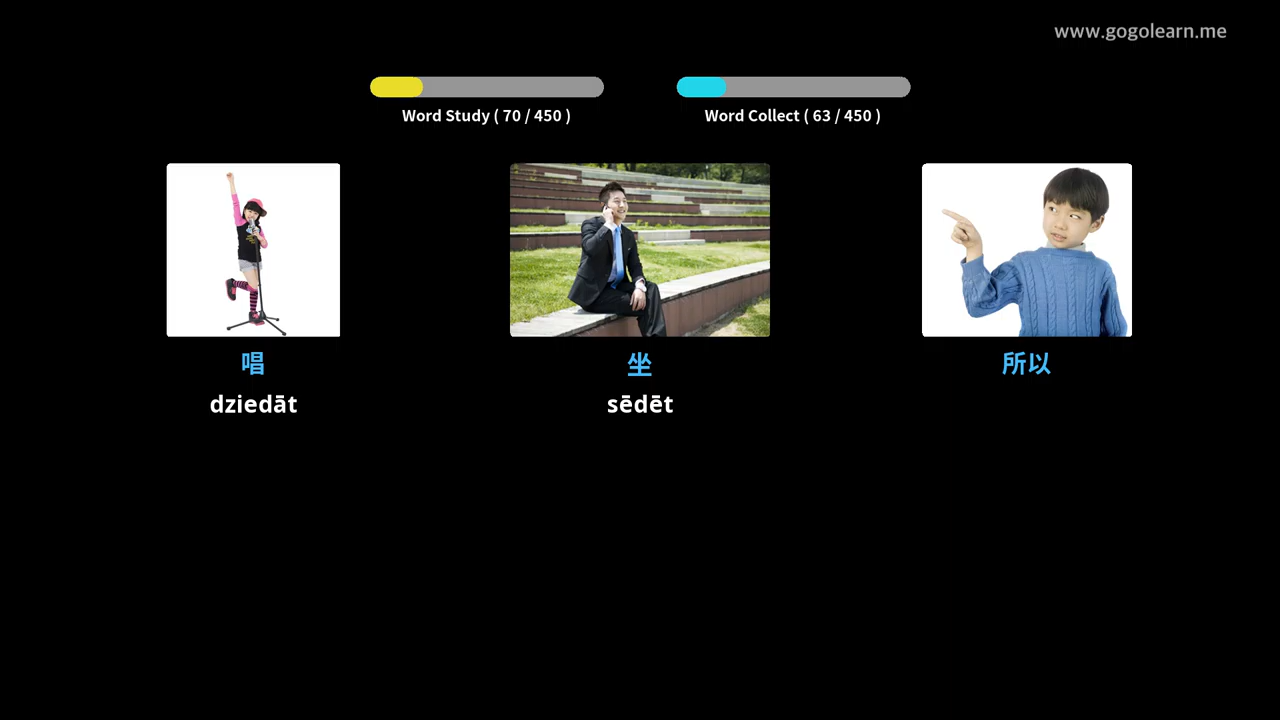 www.gogolearn.me
Word Study ( 70 / 450 )
Word Collect ( 63 / 450 )
唱
坐
所以
dziedāt
sēdēt